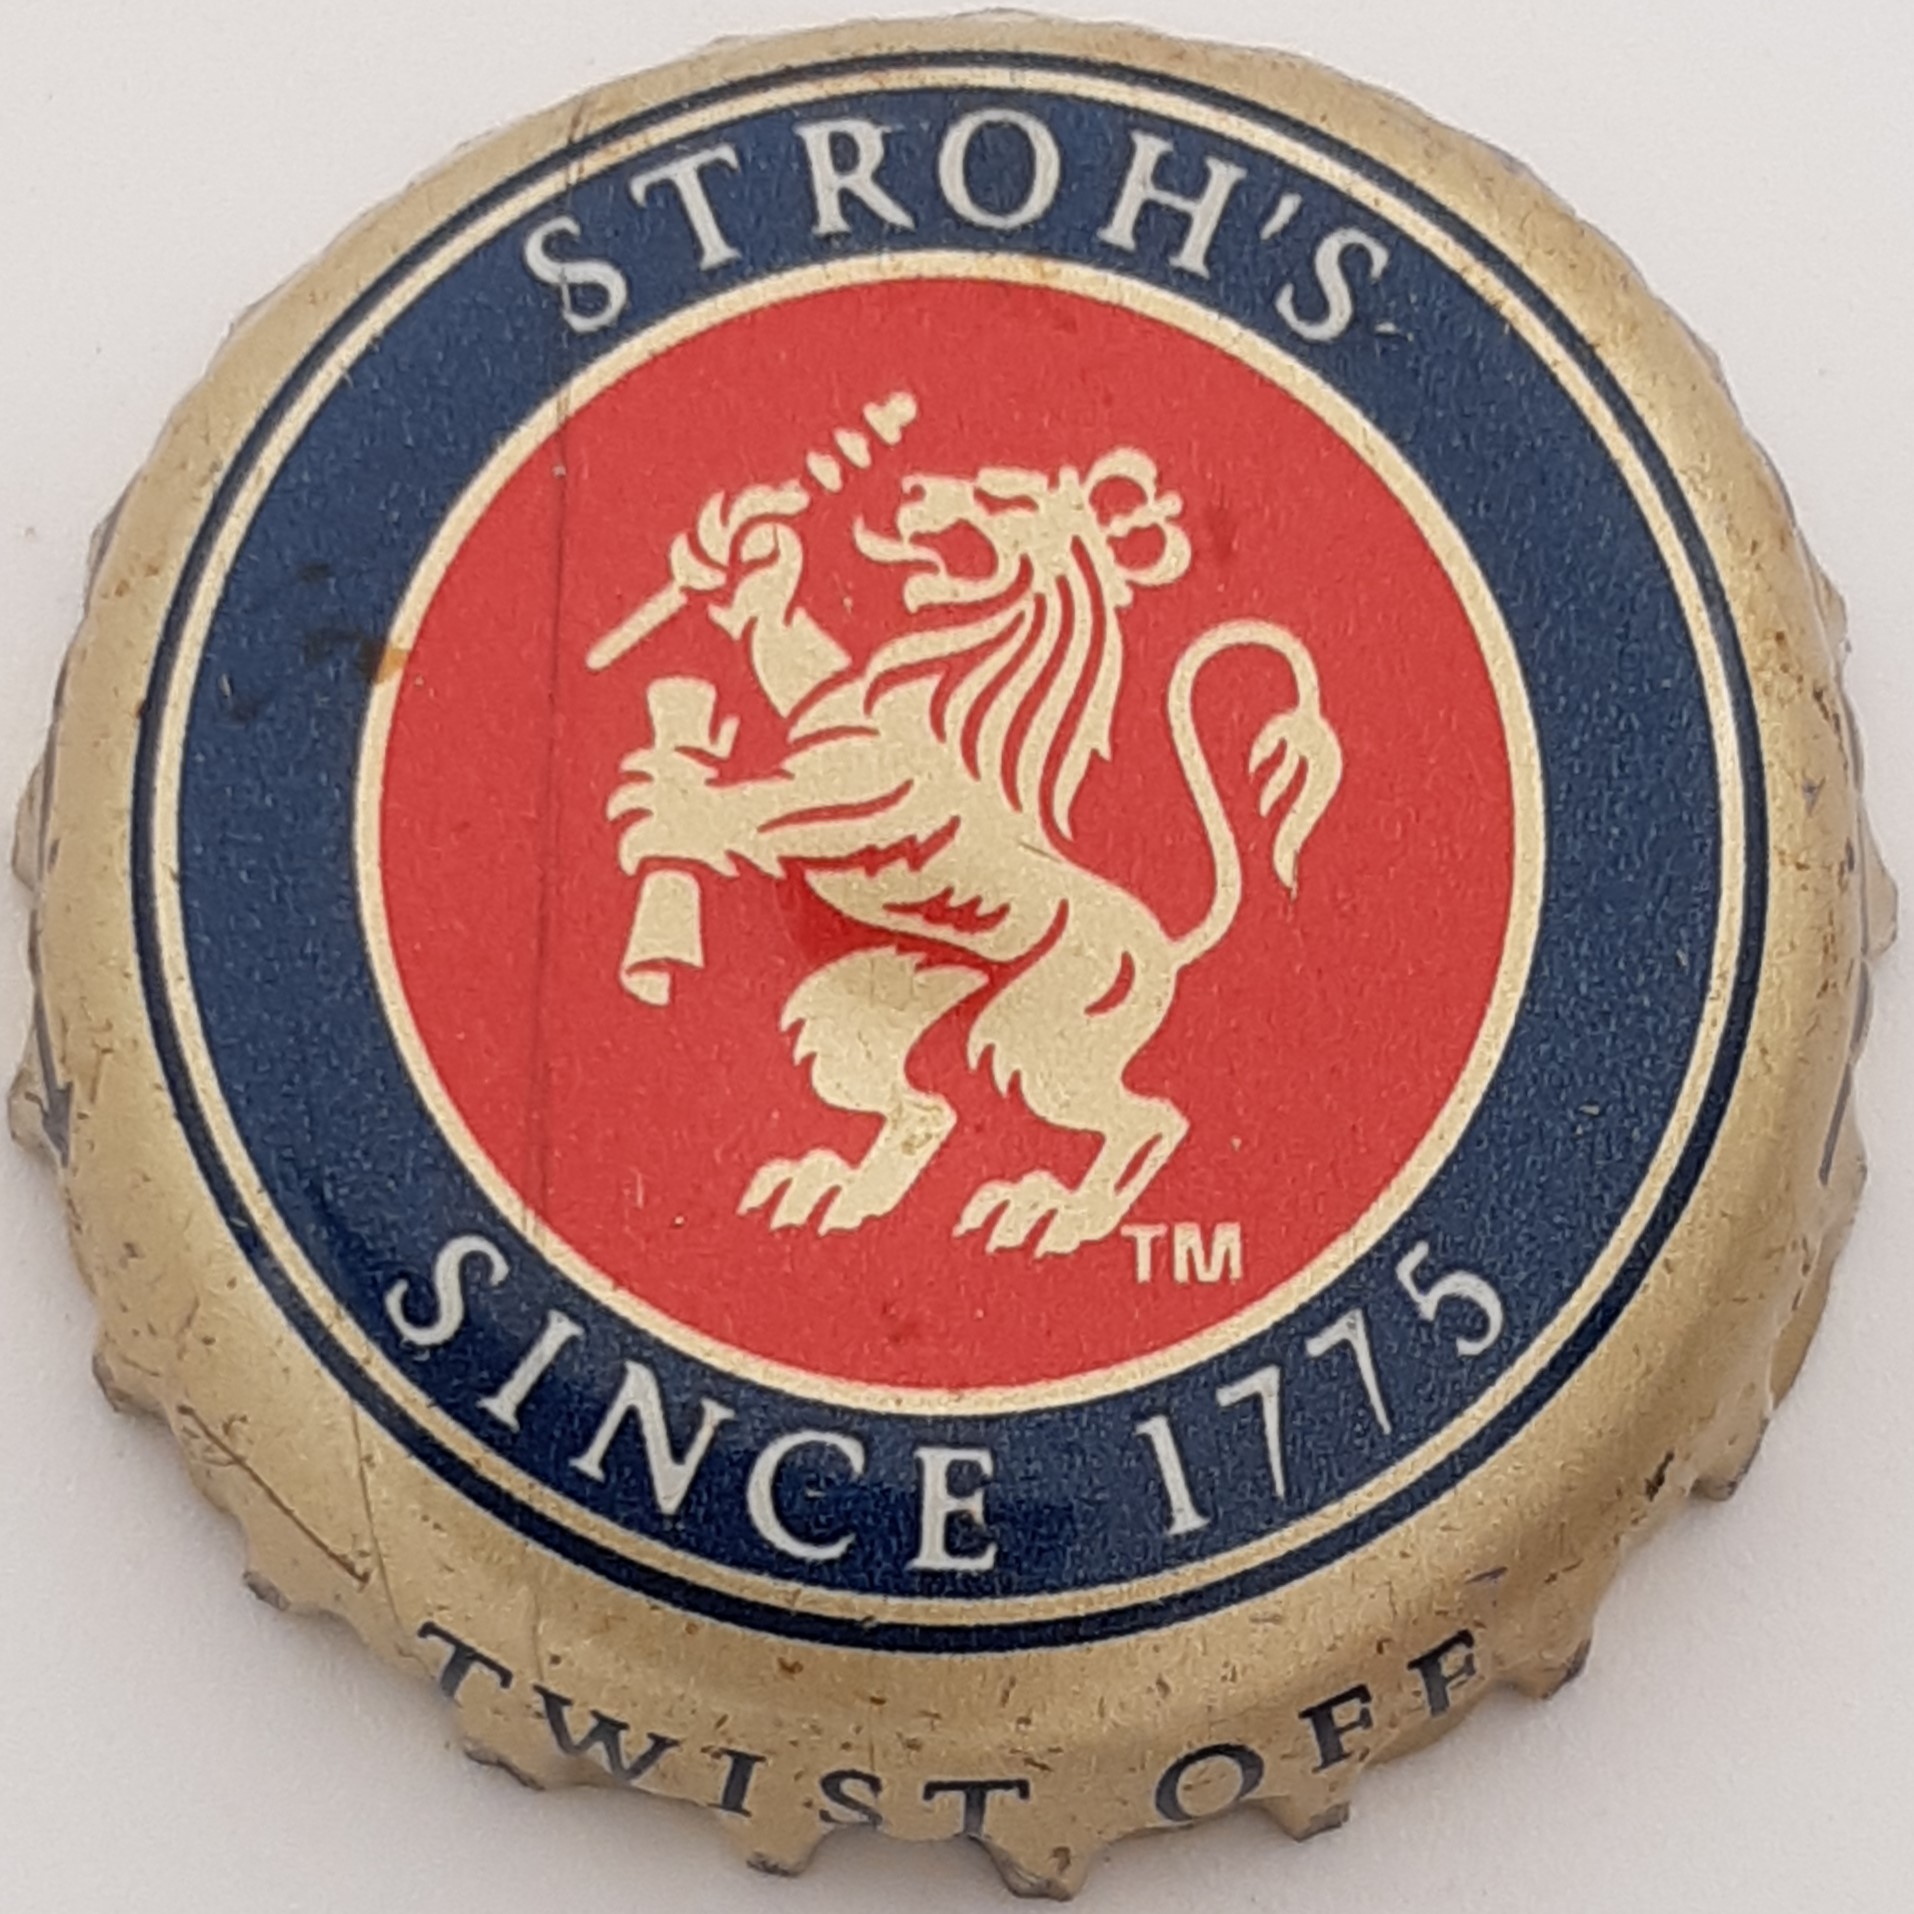 STROH'S
TM
SINCE 1775
TWIST OFF